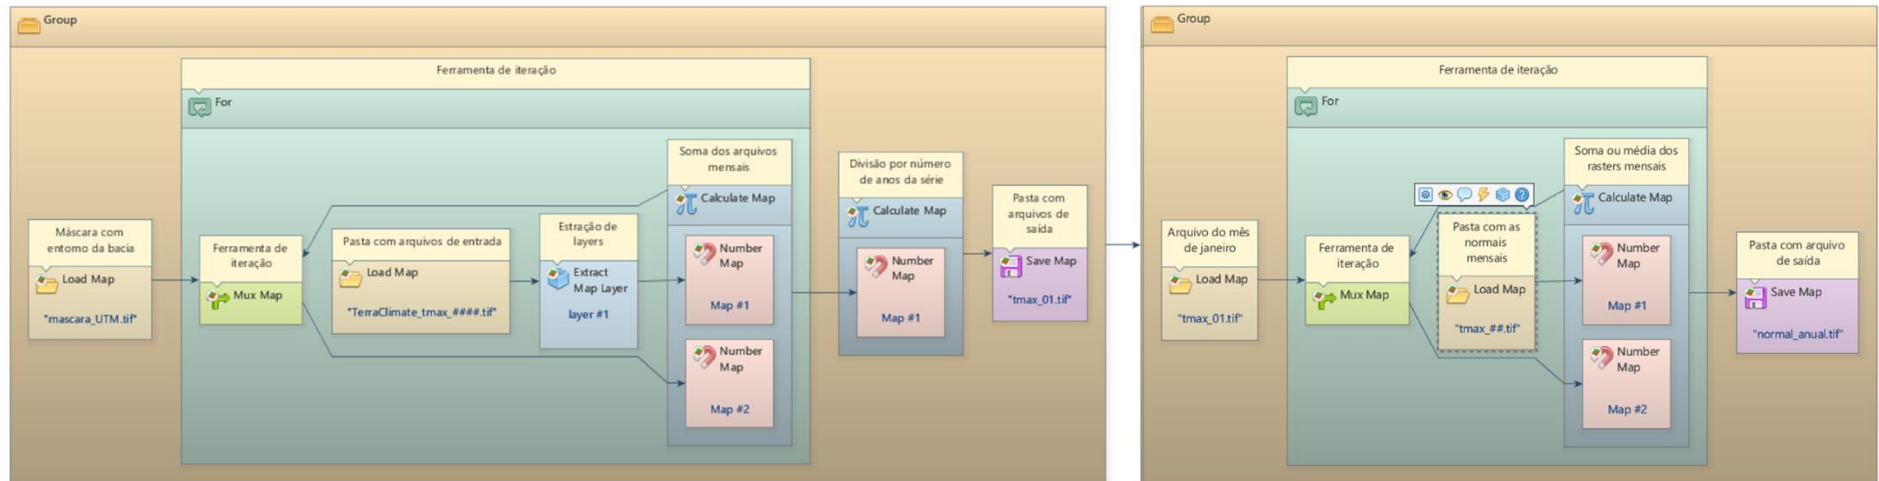 Group
Ferramenta de iteração
For
Máscara com
entorno da bacia
Load Map
"mascara_UTM.tif"
Ferramenta de
iteração
Mux Map
Pasta com arquivos de entrada
Load Map
"TerraClimate_tmax_####.tif"
Estração de
layers
Extract
Map Layer
layer #1
Soma dos arquivos
mensais
Calculate Map
Number
Map
Map #1
Number
Map
Map #2
Divisão por número
de anos da série
Calculate Map
Number
Map
Map #1
Pasta com
arquivos de
saída
Save Map
"tmax_01.tif"
Group
Ferramenta de iteração
For
Arquivo do mês
de janeiro
Load Map
"tmax_01.tif"
Ferramenta de
iteração
Mux Map
Pasta com as
normais
mensais
Load Map
"tmax_##.tif"
Soma ou média dos
rasters mensais
Calculate Map
Number
Map
Map #1
Number
Map
Map #2
Pasta com arquivo
de saída
Save Map
"normal_anual.tif"